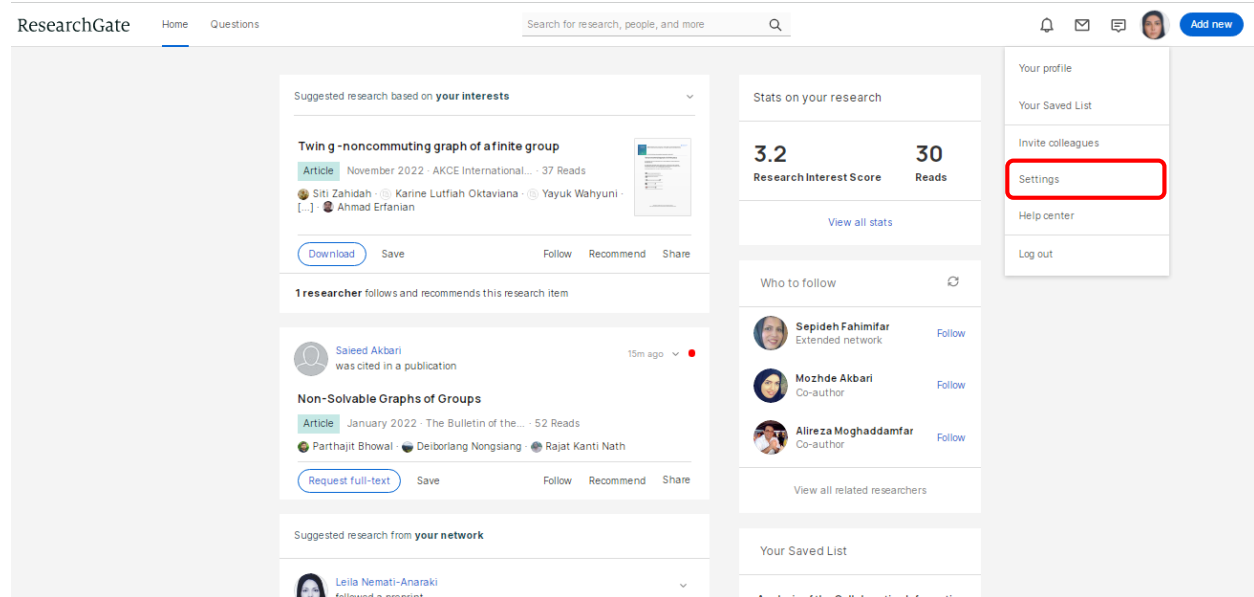 ResearchGate Home Questions Search for research, people, and more Add new
Your profile
Your Saved List
Invite colleagues
Settings
Help center
Log out
Suggested research based on your interests
Twin g -noncommuting graph of a finite group
Article November 2022 · AKCE International... · 37 Reads
Siti Zahidah · Karine Lutfiah Oktaviana · Yayuk Wahyuni ·
[...] · Ahmad Erfanian
Download Save Follow Recommend Share
1 researcher follows and recommends this research item
Saieed Akbari 15m ago
was cited in a publication
Non-Solvable Graphs of Groups
Article January 2022 · The Bulletin of the... · 52 Reads
Parthajit Bhowal · Deiborlang Nongsiang · Rajat Kanti Nath
Request full-text Save Follow Recommend Share
Suggested research from your network
Leila Nemati-Anaraki
followed a preprint
Stats on your research
3.2 30
Research Interest Score Reads
View all stats
Who to follow
Sepideh Fahimifar
Extended network Follow
Mozhde Akbari
Co-author Follow
Alireza Moghaddamfar
Co-author Follow
View all related researchers
Your Saved List